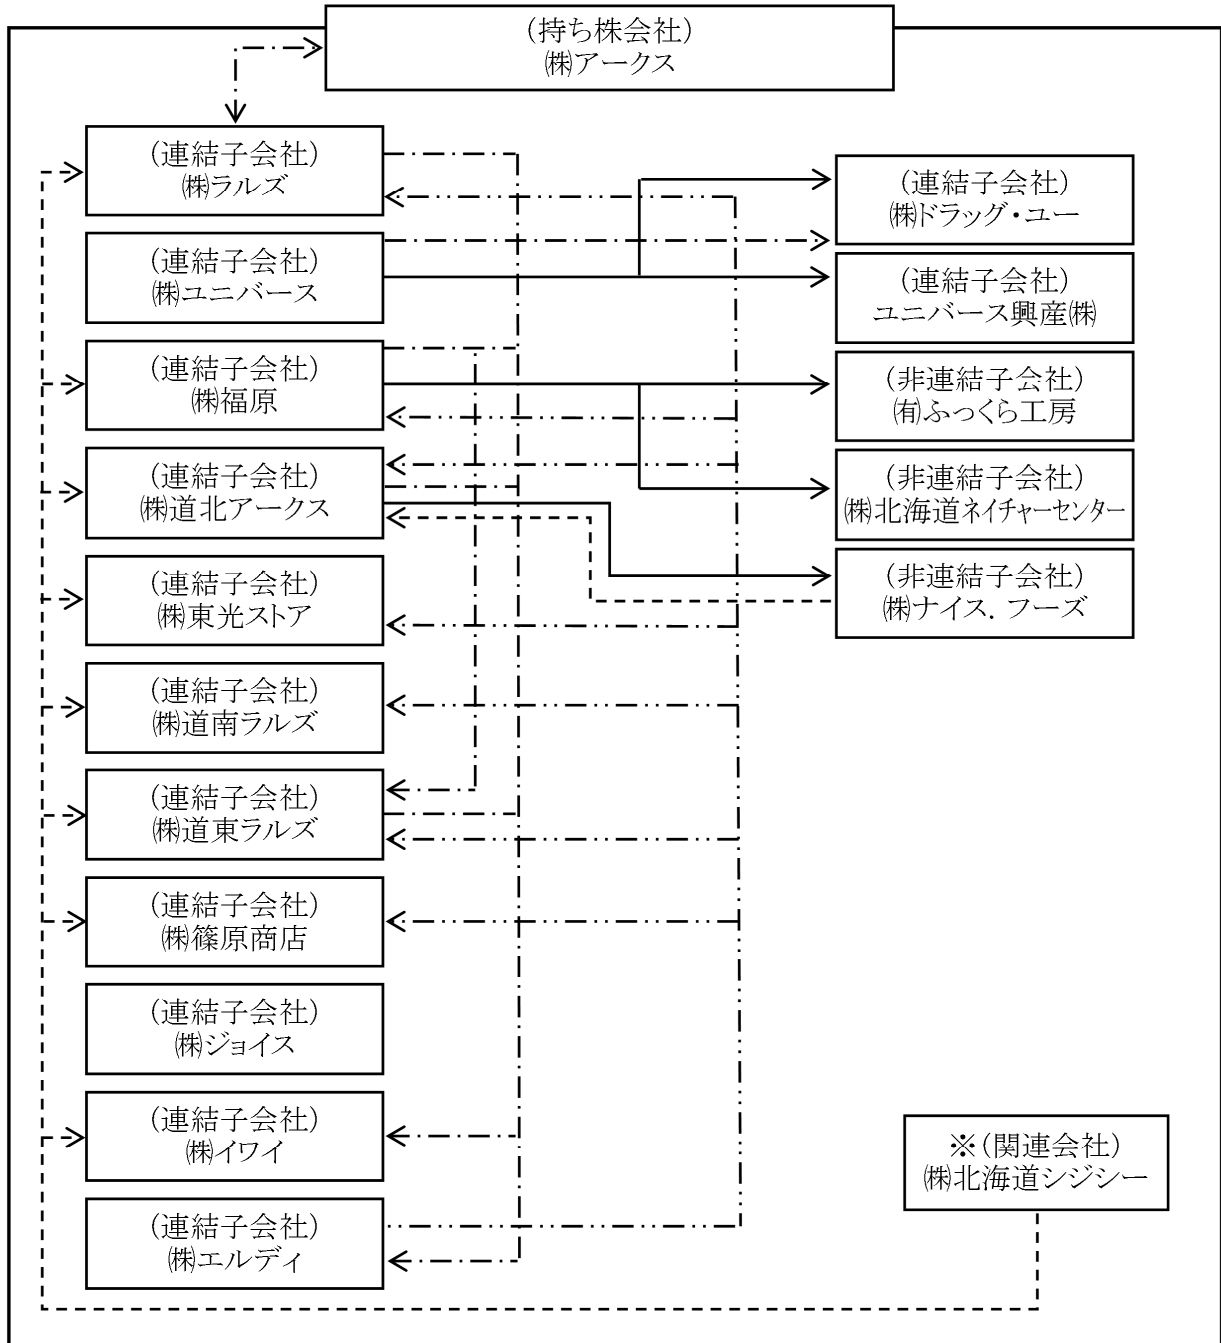 (持ち株会社)
㈱アークス
(連結子会社)
㈱ラルズ
(連結子会社)
㈱ユニバース
(連結子会社)
㈱福原
(連結子会社)
㈱道北アークス
(連結子会社)
㈱東光ストア
(連結子会社)
㈱道南ラルズ
(連結子会社)
㈱道東ラルズ
(連結子会社)
㈱篠原商店
(連結子会社)
㈱ジョイス
(連結子会社)
㈱イワイ
(連結子会社)
㈱エルディ
(連結子会社)
㈱ドラッグ・ユー
(連結子会社)
ユニバース興産㈱
(非連結子会社)
㈲ふっくら工房
(非連結子会社)
㈱北海道ネイチャーセンター
(非連結子会社)
㈱ナイス．フーズ
※(関連会社)
㈱北海道シジシー